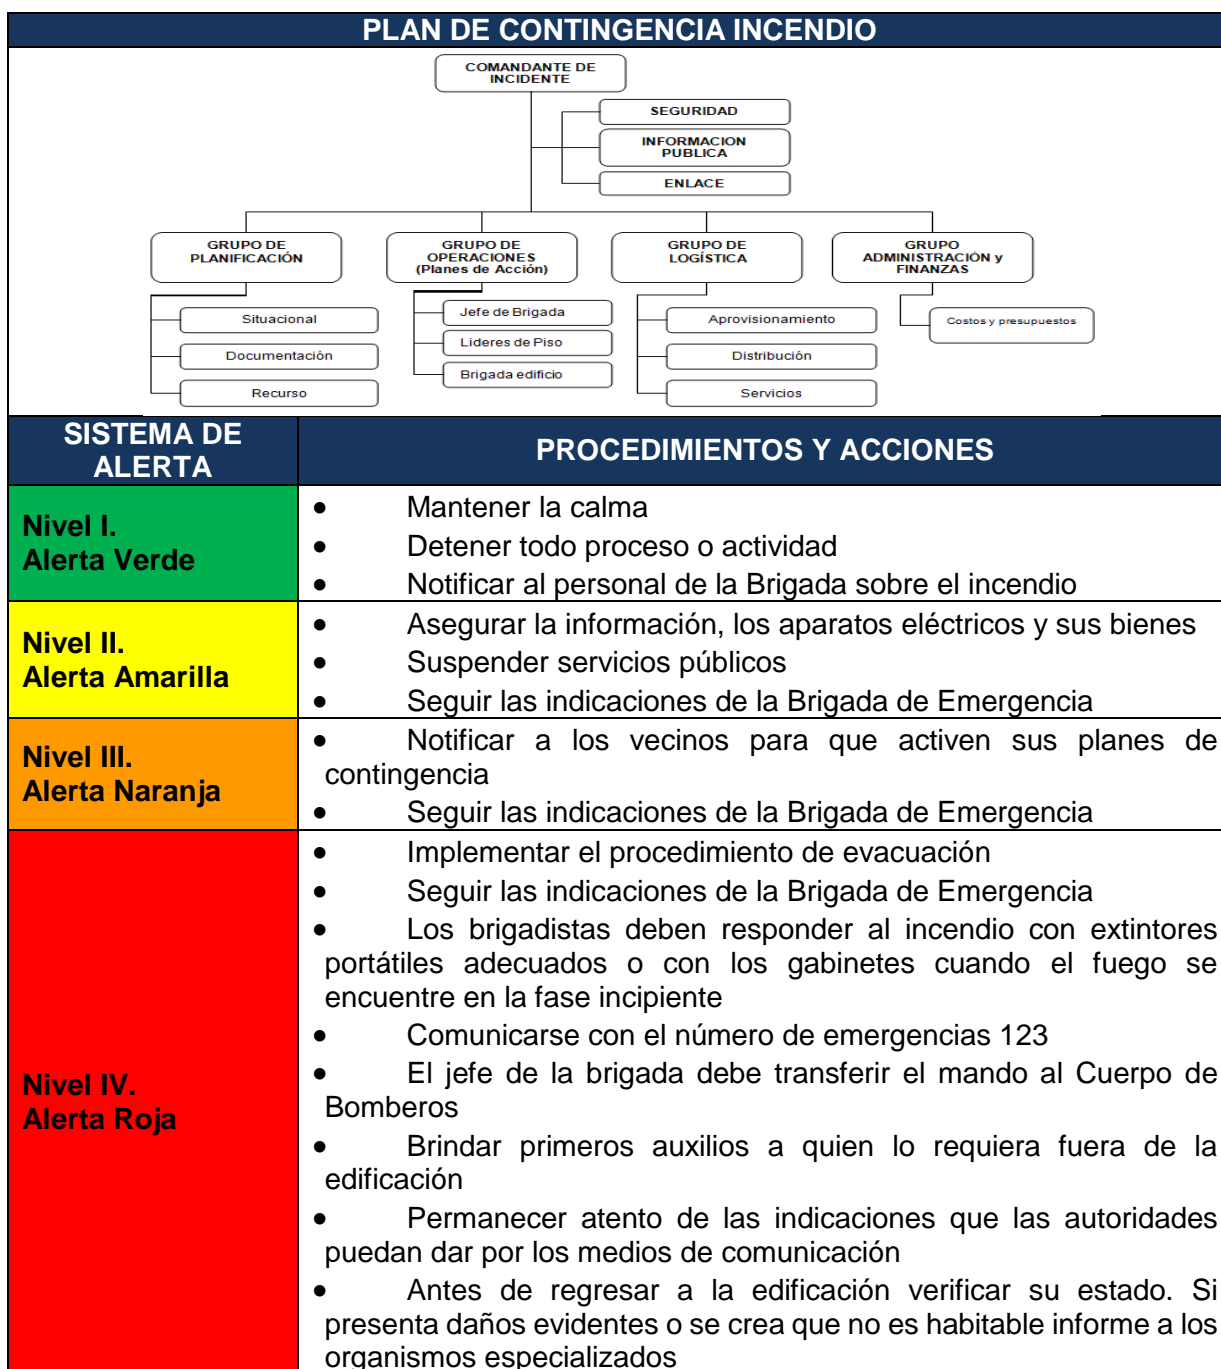 PLAN DE CONTINGENCIA INCENDIO
COMANDANTE DE
INCIDENTE
SEGURIDAD
INFORMACION
PUBLICA
ENLACE
GRUPO DE
PLANIFICACIÓN
GRUPO DE
OPERACIONES
(Planes de Acción)
GRUPO DE
LOGÍSTICA
GRUPO
ADMINISTRACIÓN y
FINANZAS
Situacional
Documentación
Recurso
Jefe de Brigada
Lideres de Piso
Brigada edificio
Aprovisionamiento
Distribución
Servicios
Costos y presupuestos
SISTEMA DE
ALERTA
PROCEDIMIENTOS Y ACCIONES
Nivel I.
Alerta Verde
• Mantener la calma
• Detener todo proceso o actividad
• Notificar al personal de la Brigada sobre el incendio
Nivel II.
Alerta Amarilla
• Asegurar la información, los aparatos eléctricos y sus bienes
• Suspender servicios públicos
• Seguir las indicaciones de la Brigada de Emergencia
Nivel III.
Alerta Naranja
• Notificar a los vecinos para que activen sus planes de
contingencia
• Seguir las indicaciones de la Brigada de Emergencia
Nivel IV.
Alerta Roja
• Implementar el procedimiento de evacuación
• Seguir las indicaciones de la Brigada de Emergencia
• Los brigadistas deben responder al incendio con extintores
portátiles adecuados o con los gabinetes cuando el fuego se
encuentre en la fase incipiente
• Comunicarse con el número de emergencias 123
• El jefe de la brigada debe transferir el mando al Cuerpo de
Bomberos
• Brindar primeros auxilios a quien lo requiera fuera de la
edificación
• Permanecer atento de las indicaciones que las autoridades
puedan dar por los medios de comunicación
• Antes de regresar a la edificación verificar su estado. Si
presenta daños evidentes o se crea que no es habitable informe a los
organismos especializados